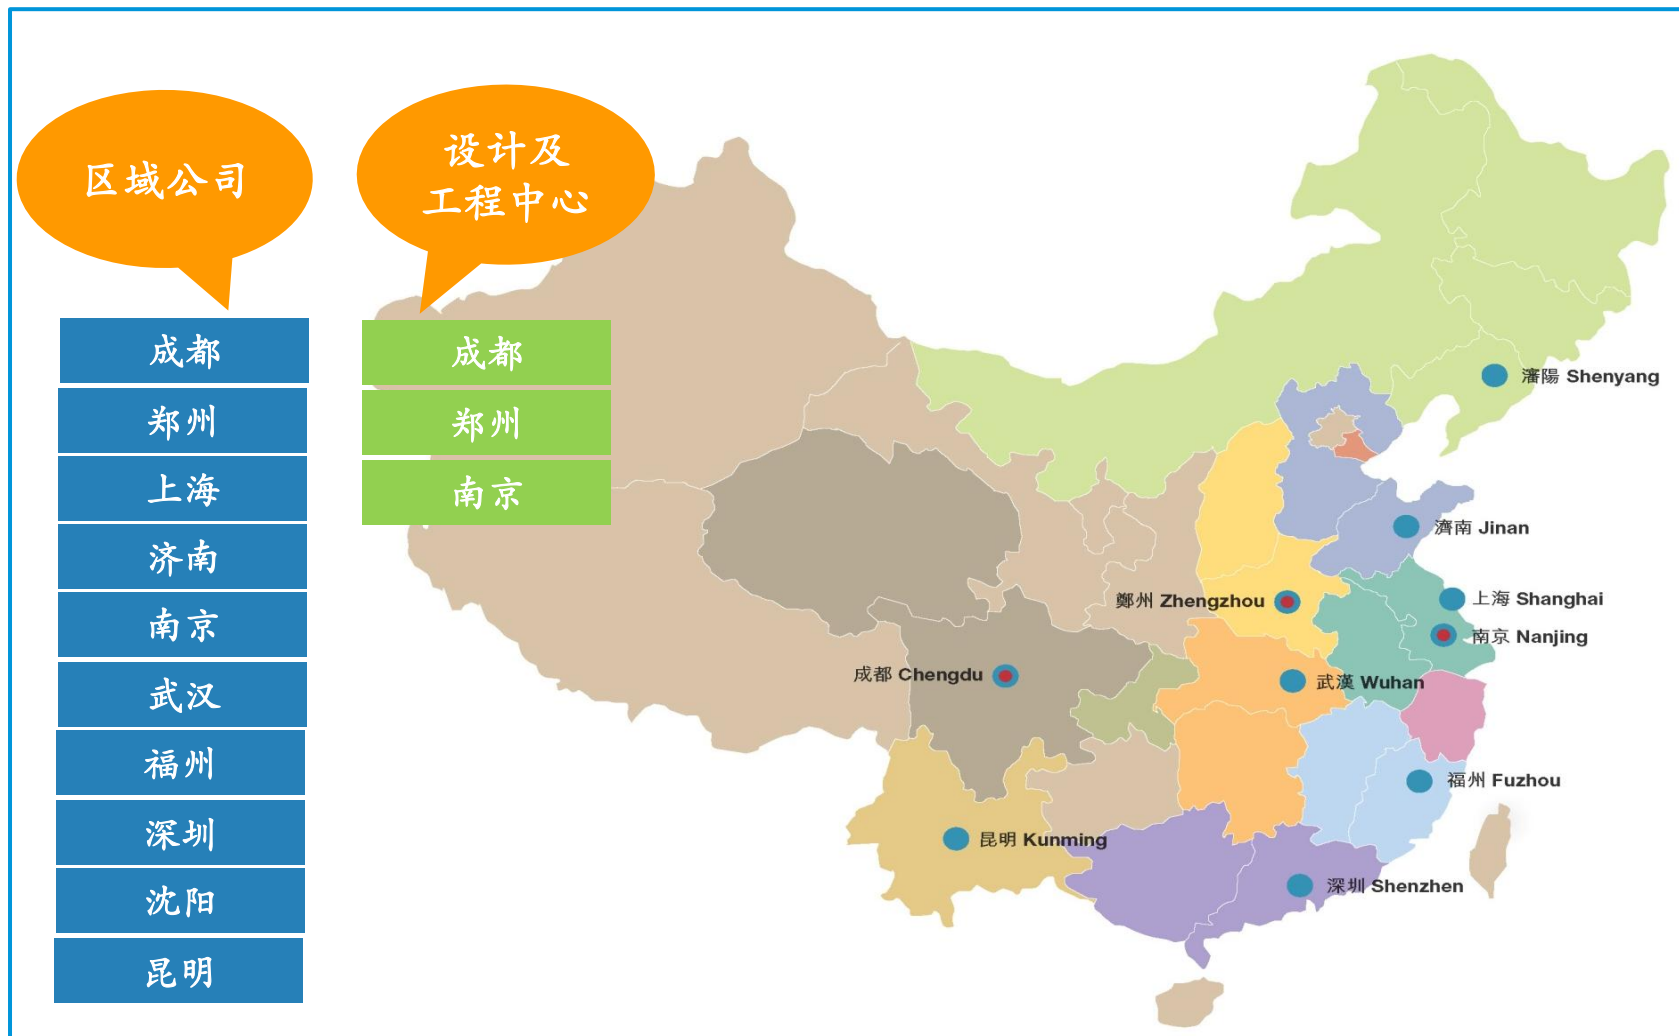 区域公司
设计及
工程中心
成都
郑州
上海
济南
南京
武汉
福州
深圳
沈阳
昆明
成都
郑州
南京
瀋陽 Shenyang
濟南 Jinan
上海 Shanghai
鄭州 Zhengzhou
南京 Nanjing
成都 Chengdu
武漢 Wuhan
福州 Fuzhou
昆明 Kunming
深圳 Shenzhen